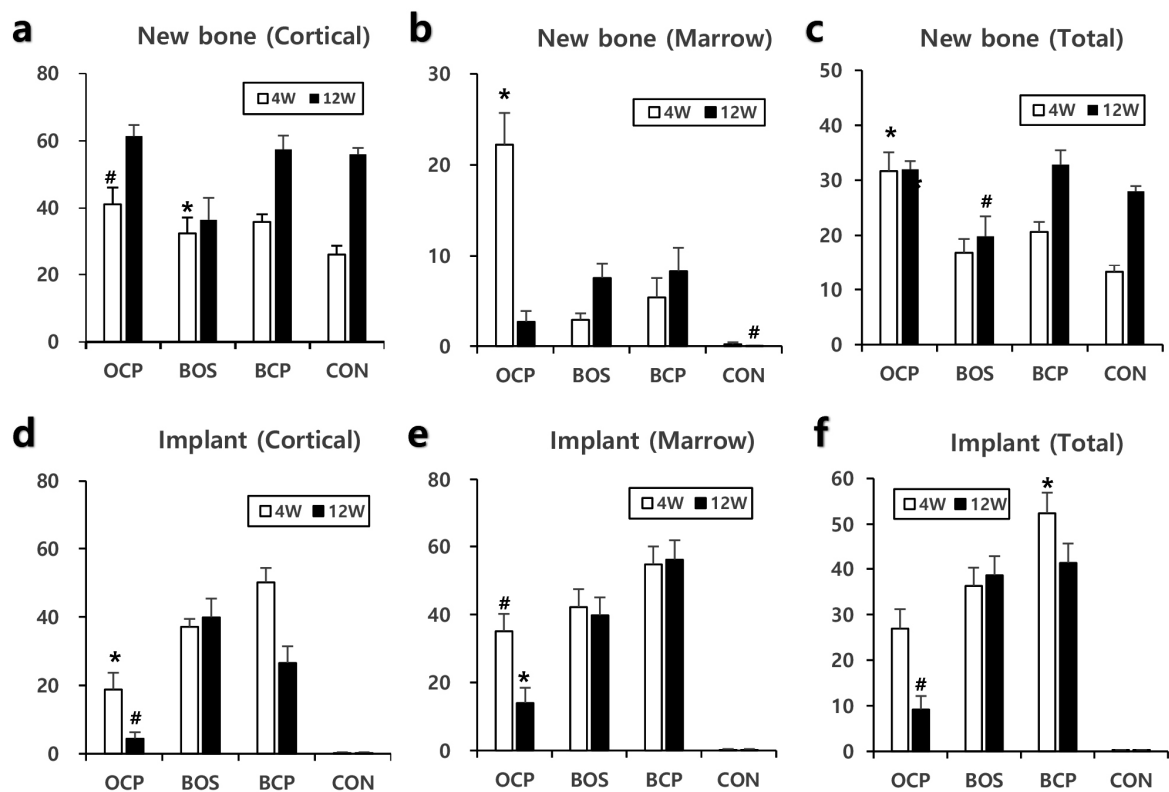 a
New bone (Cortical)
4W 12W
80
60
40
20
0
#
*
OCP BOS BCP CON
b
New bone (Marrow)
4W 12W
30
20
10
0
*
#
OCP BOS BCP CON
c
New bone (Total)
4W 12W
50
40
30
20
10
0
*
*
#
OCP BOS BCP CON
d
Implant (Cortical)
4W 12W
80
60
40
20
0
*
#
OCP BOS BCP CON
e
Implant (Marrow)
4W 12W
80
60
40
20
0
#
*
OCP BOS BCP CON
f
Implant (Total)
4W 12W
60
50
40
30
20
10
0
#
*
OCP BOS BCP CON